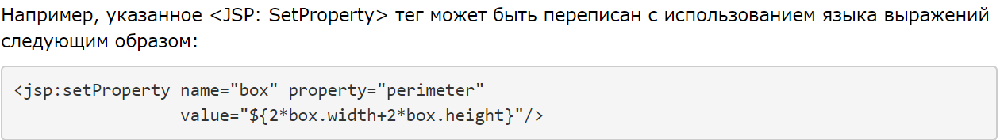 Например, указанное <JSP: SetProperty> тег может быть переписан с использованием языка выражений
следующим образом:
<jsp:setProperty name="box" property="perimeter"
value="${2*box.width+2*box.height}"/>